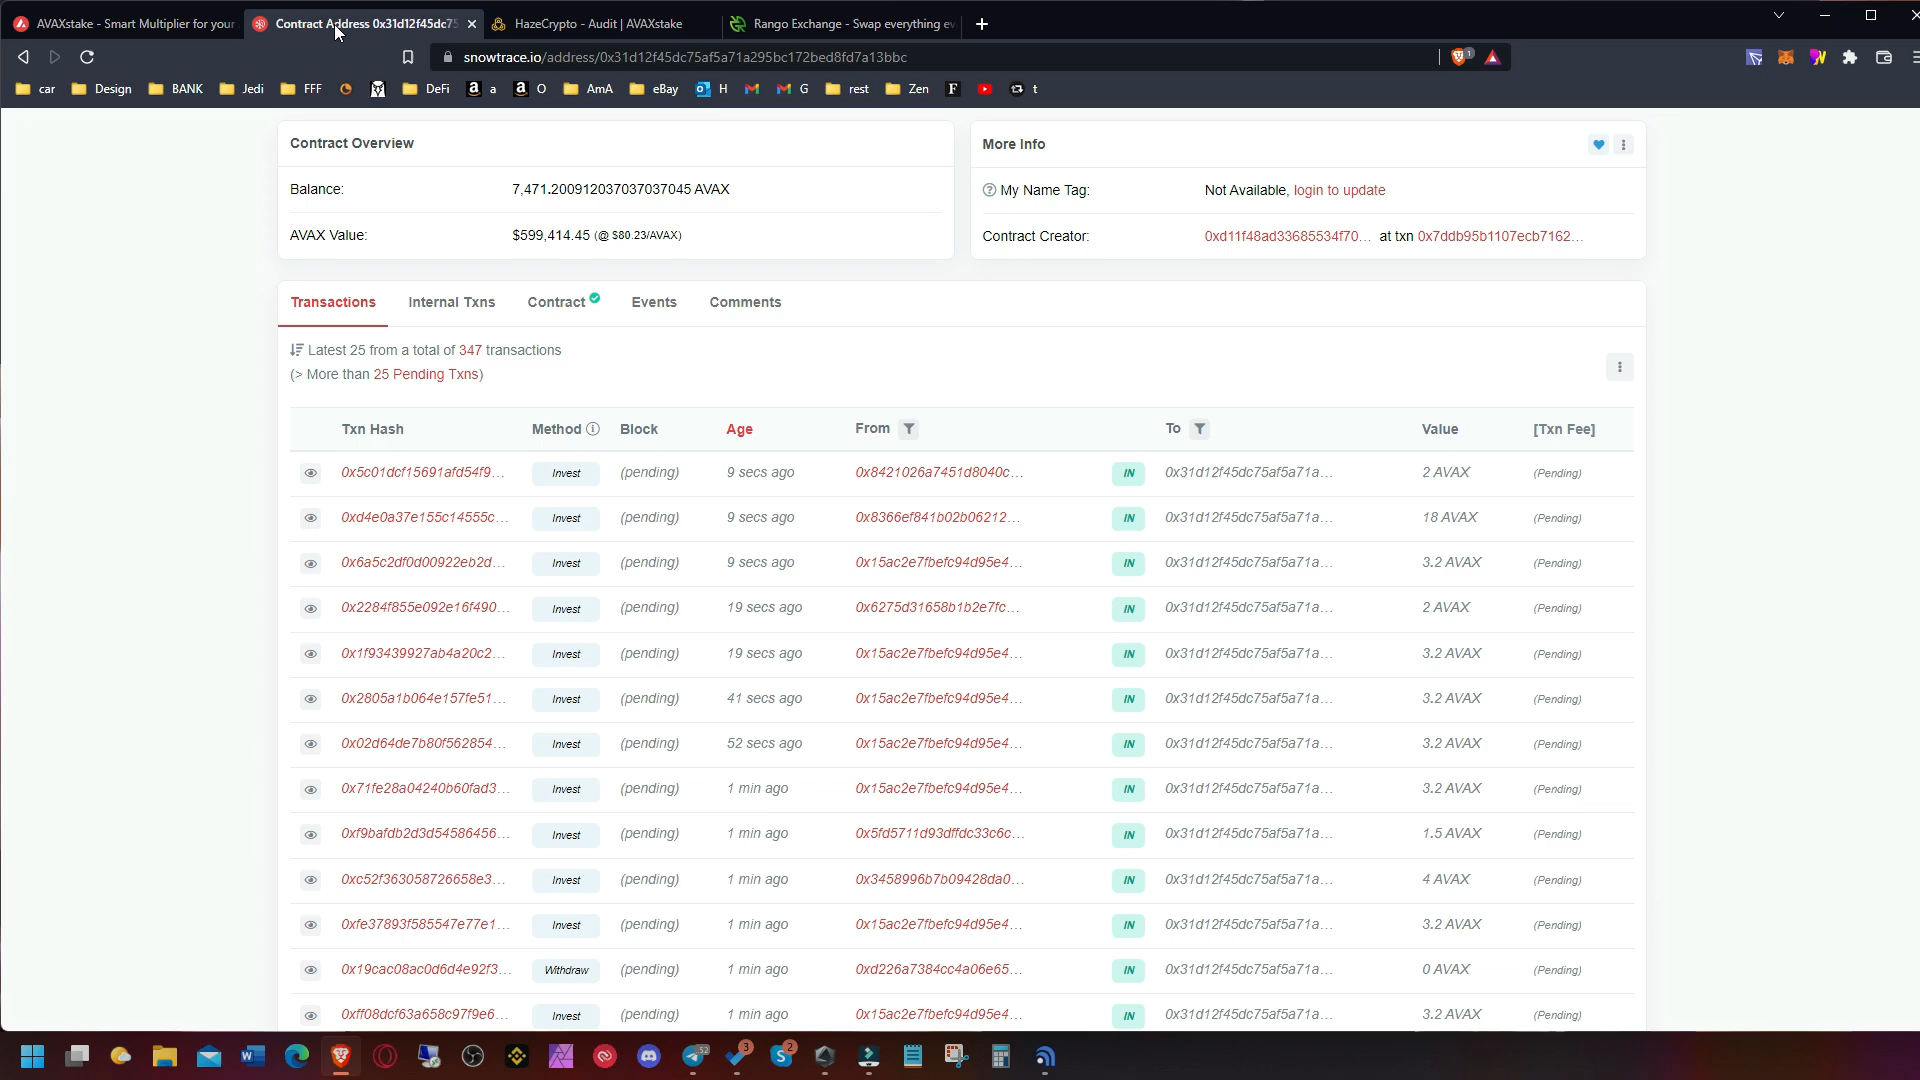 AVAXstake - Smart Multiplier for your
Contract Address 0x31d12f45dc75
HazeCrypto - Audit | AVAXstake
Rango Exchange - Swap everything ev
snowtrace.io/address/0x31d12f45dc75af5a71a295bc172bed8fd7a13bbc
1
car Design BANK Jedi FFF DeFi a O AmA eBay H G rest Zen t
Contract Overview
Balance: 7,471.200912037037037045 AVAX
AVAX Value: $599,414.45 (@ $80.23/AVAX)
More Info
My Name Tag: Not Available, login to update
Contract Creator: 0xd11f48ad33685534f70... at txn 0x7ddb95b1107ecb7162...
Transactions Internal Txns Contract Events Comments
Latest 25 from a total of 347 transactions
(> More than 25 Pending Txns)
Txn Hash Method Block Age From To Value [Txn Fee]
0x5c01dcf15691afd54f9... Invest (pending) 9 secs ago 0x8421026a7451d8040c... IN 0x31d12f45dc75af5a71a... 2 AVAX (Pending)
0xd4e0a37e155c14555c... Invest (pending) 9 secs ago 0x8366ef841b02b06212... IN 0x31d12f45dc75af5a71a... 18 AVAX (Pending)
0x6a5c2df0d00922eb2d... Invest (pending) 9 secs ago 0x15ac2e7fbefc94d95e4... IN 0x31d12f45dc75af5a71a... 3.2 AVAX (Pending)
0x2284f855e092e16f490... Invest (pending) 19 secs ago 0x6275d31658b1b2e7fc... IN 0x31d12f45dc75af5a71a... 2 AVAX (Pending)
0x1f93439927ab4a20c2... Invest (pending) 19 secs ago 0x15ac2e7fbefc94d95e4... IN 0x31d12f45dc75af5a71a... 3.2 AVAX (Pending)
0x2805a1b064e157fe51... Invest (pending) 41 secs ago 0x15ac2e7fbefc94d95e4... IN 0x31d12f45dc75af5a71a... 3.2 AVAX (Pending)
0x02d64de7b80f562854... Invest (pending) 52 secs ago 0x15ac2e7fbefc94d95e4... IN 0x31d12f45dc75af5a71a... 3.2 AVAX (Pending)
0x71fe28a04240b60fad3... Invest (pending) 1 min ago 0x15ac2e7fbefc94d95e4... IN 0x31d12f45dc75af5a71a... 3.2 AVAX (Pending)
0xf9bafdb2d3d54586456... Invest (pending) 1 min ago 0x5fd5711d93dffdc33c6c... IN 0x31d12f45dc75af5a71a... 1.5 AVAX (Pending)
0xc52f363058726658e3... Invest (pending) 1 min ago 0x3458996b7b09428da0... IN 0x31d12f45dc75af5a71a... 4 AVAX (Pending)
0xfe37893f585547e77e1... Invest (pending) 1 min ago 0x15ac2e7fbefc94d95e4... IN 0x31d12f45dc75af5a71a... 3.2 AVAX (Pending)
0x19cac08ac0d6d4e92f3... Withdraw (pending) 1 min ago 0xd226a7384cc4a06e65... IN 0x31d12f45dc75af5a71a... 0 AVAX (Pending)
0xff08dcf63a658c97f9e6... Invest (pending) 1 min ago 0x15ac2e7fbefc94d95e4... IN 0x31d12f45dc75af5a71a... 3.2 AVAX (Pending)
52 3 2